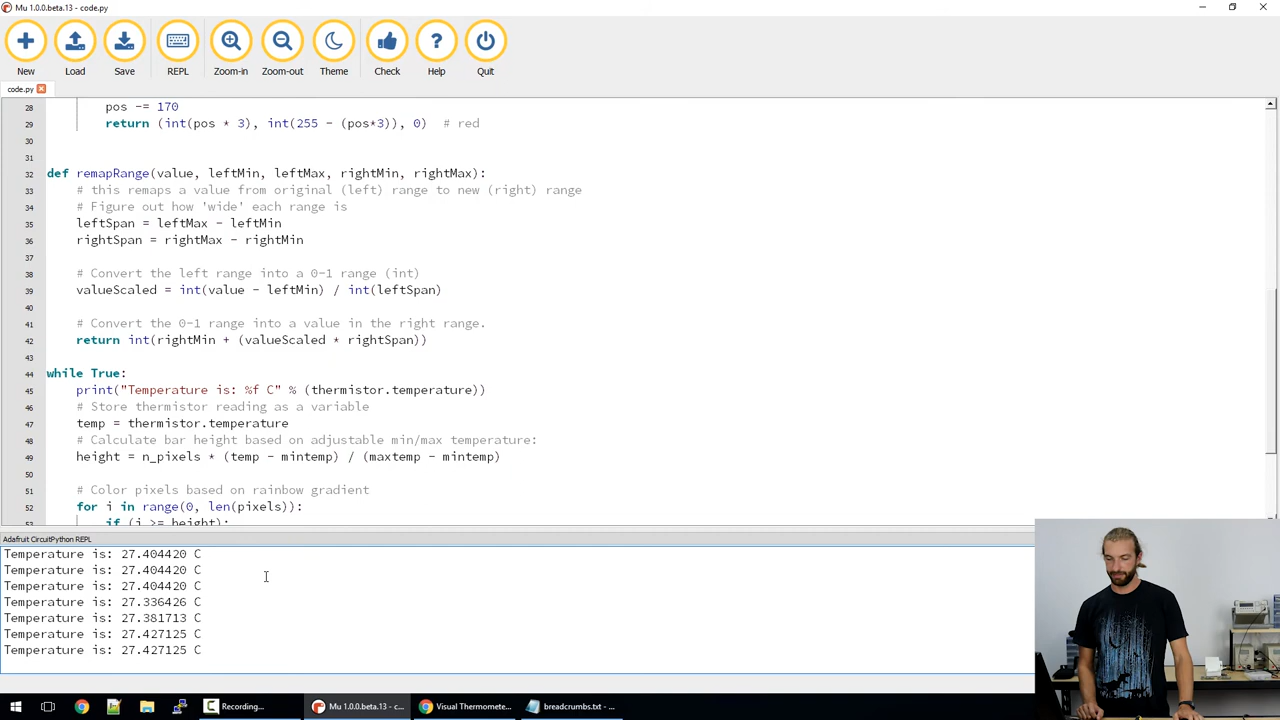 Mu 1.0.0.beta.13 - code.py
New
Load
Save
REPL
Zoom-in
Zoom-out
Theme
Check
Help
Quit
code.py
28 pos -= 170
29 return (int(pos * 3), int(255 - (pos*3)), 0) # red
30
31
32 def remapRange(value, leftMin, leftMax, rightMin, rightMax):
33 # this remaps a value from original (left) range to new (right) range
34 # Figure out how 'wide' each range is
35 leftSpan = leftMax - leftMin
36 rightSpan = rightMax - rightMin
37
38 # Convert the left range into a 0-1 range (int)
39 valueScaled = int(value - leftMin) / int(leftSpan)
40
41 # Convert the 0-1 range into a value in the right range.
42 return int(rightMin + (valueScaled * rightSpan))
43
44 while True:
45 print("Temperature is: %f C" % (thermistor.temperature))
46 # Store thermistor reading as a variable
47 temp = thermistor.temperature
48 # Calculate bar height based on adjustable min/max temperature:
49 height = n_pixels * (temp - mintemp) / (maxtemp - mintemp)
50
51 # Color pixels based on rainbow gradient
52 for i in range(0, len(pixels)):
53 if (i >= height):
Adafruit CircuitPython REPL
Temperature is: 27.404420 C
Temperature is: 27.404420 C
Temperature is: 27.404420 C
Temperature is: 27.336426 C
Temperature is: 27.381713 C
Temperature is: 27.427125 C
Temperature is: 27.427125 C
Recording...
Mu 1.0.0.beta.13 - c...
Visual Thermomete...
breadcrumbs.txt - ...